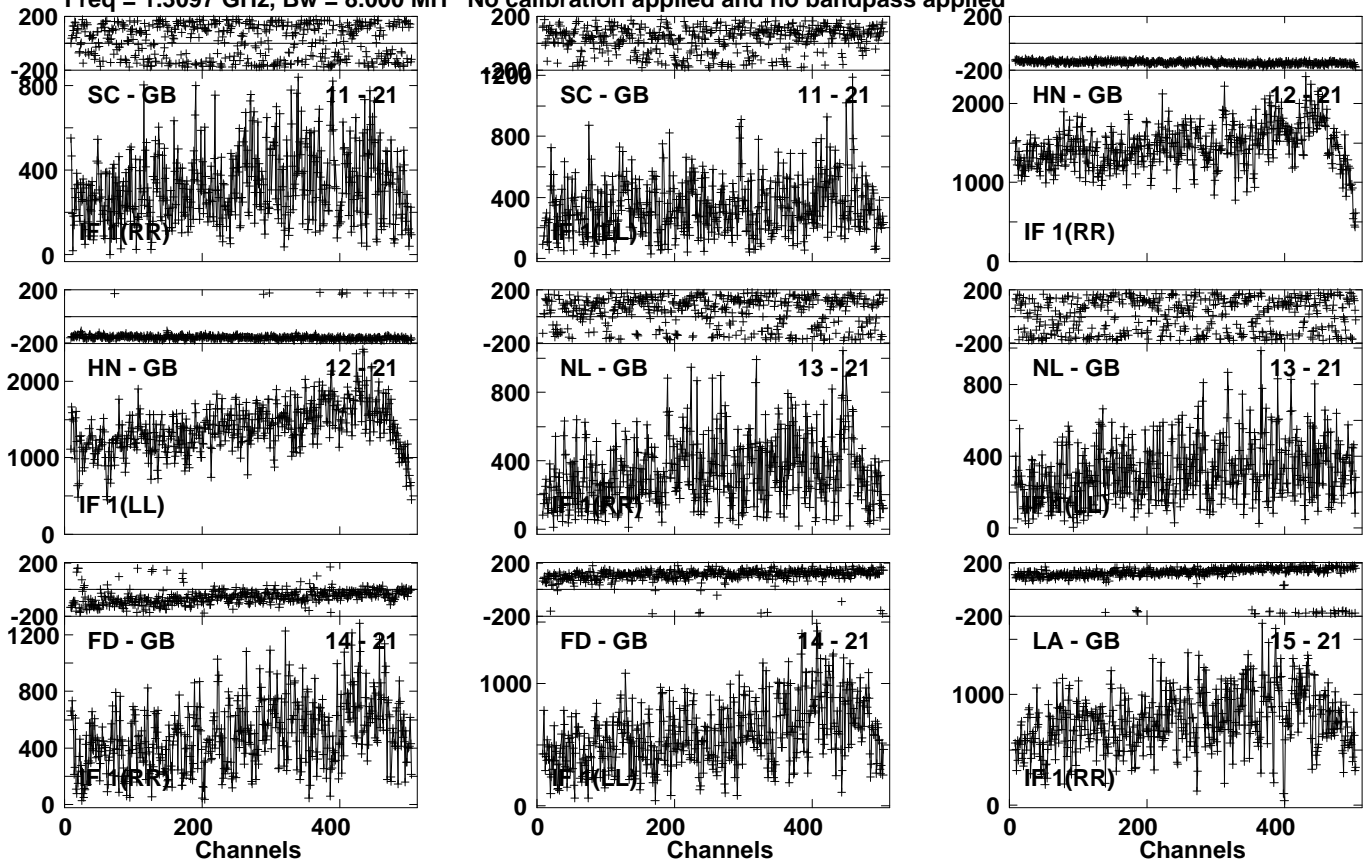 Freq = 1.3097 GHz, Bw = 8.000 MH No calibration applied and no bandpass applied
200
-200
800
400
0
SC - GB 11 - 21
IF 1(RR)
200
-200
1200
800
400
0
SC - GB 11 - 21
IF 1(LL)
200
-200
2000
1000
0
HN - GB 12 - 21
IF 1(RR)
200
-200
2000
1000
0
HN - GB 12 - 21
IF 1(LL)
200
-200
800
400
0
NL - GB 13 - 21
IF 1(RR)
200
-200
800
400
0
NL - GB 13 - 21
IF 1(LL)
200
-200
1200
800
400
0
FD - GB 14 - 21
IF 1(RR)
0 200 400
Channels
200
-200
1000
0
FD - GB 14 - 21
IF 1(LL)
0 200 400
Channels
200
-200
1000
0
LA - GB 15 - 21
IF 1(RR)
0 200 400
Channels